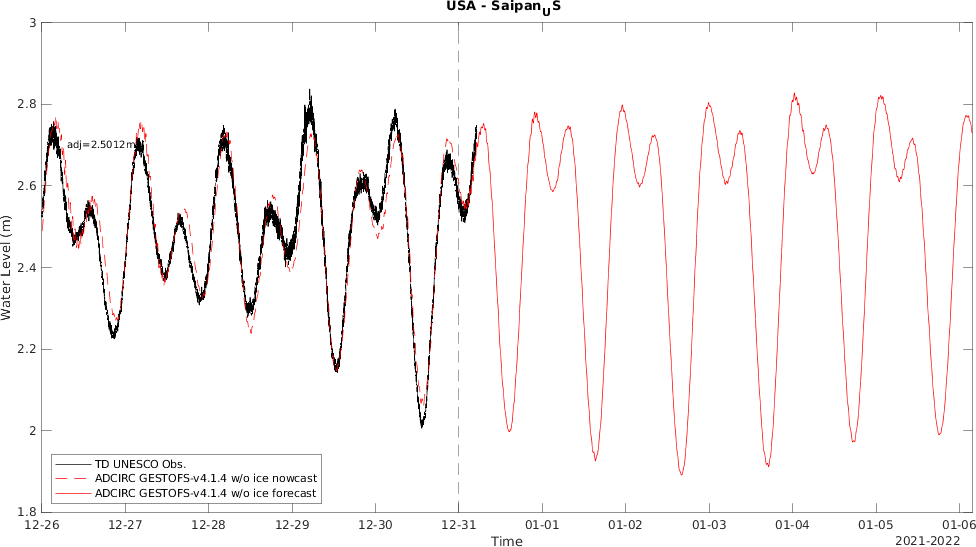 USA - SaipanUS
3
2.8
2.6
2.4
2.2
2
1.8
Water Level (m)
adj=2.5012m
TD UNESCO Obs.
ADCIRC GESTOFS-v4.1.4 w/o ice nowcast
ADCIRC GESTOFS-v4.1.4 w/o ice forecast
12-26 12-27 12-28 12-29 12-30 12-31 01-01 01-02 01-03 01-04 01-05 01-06
Time
2021-2022